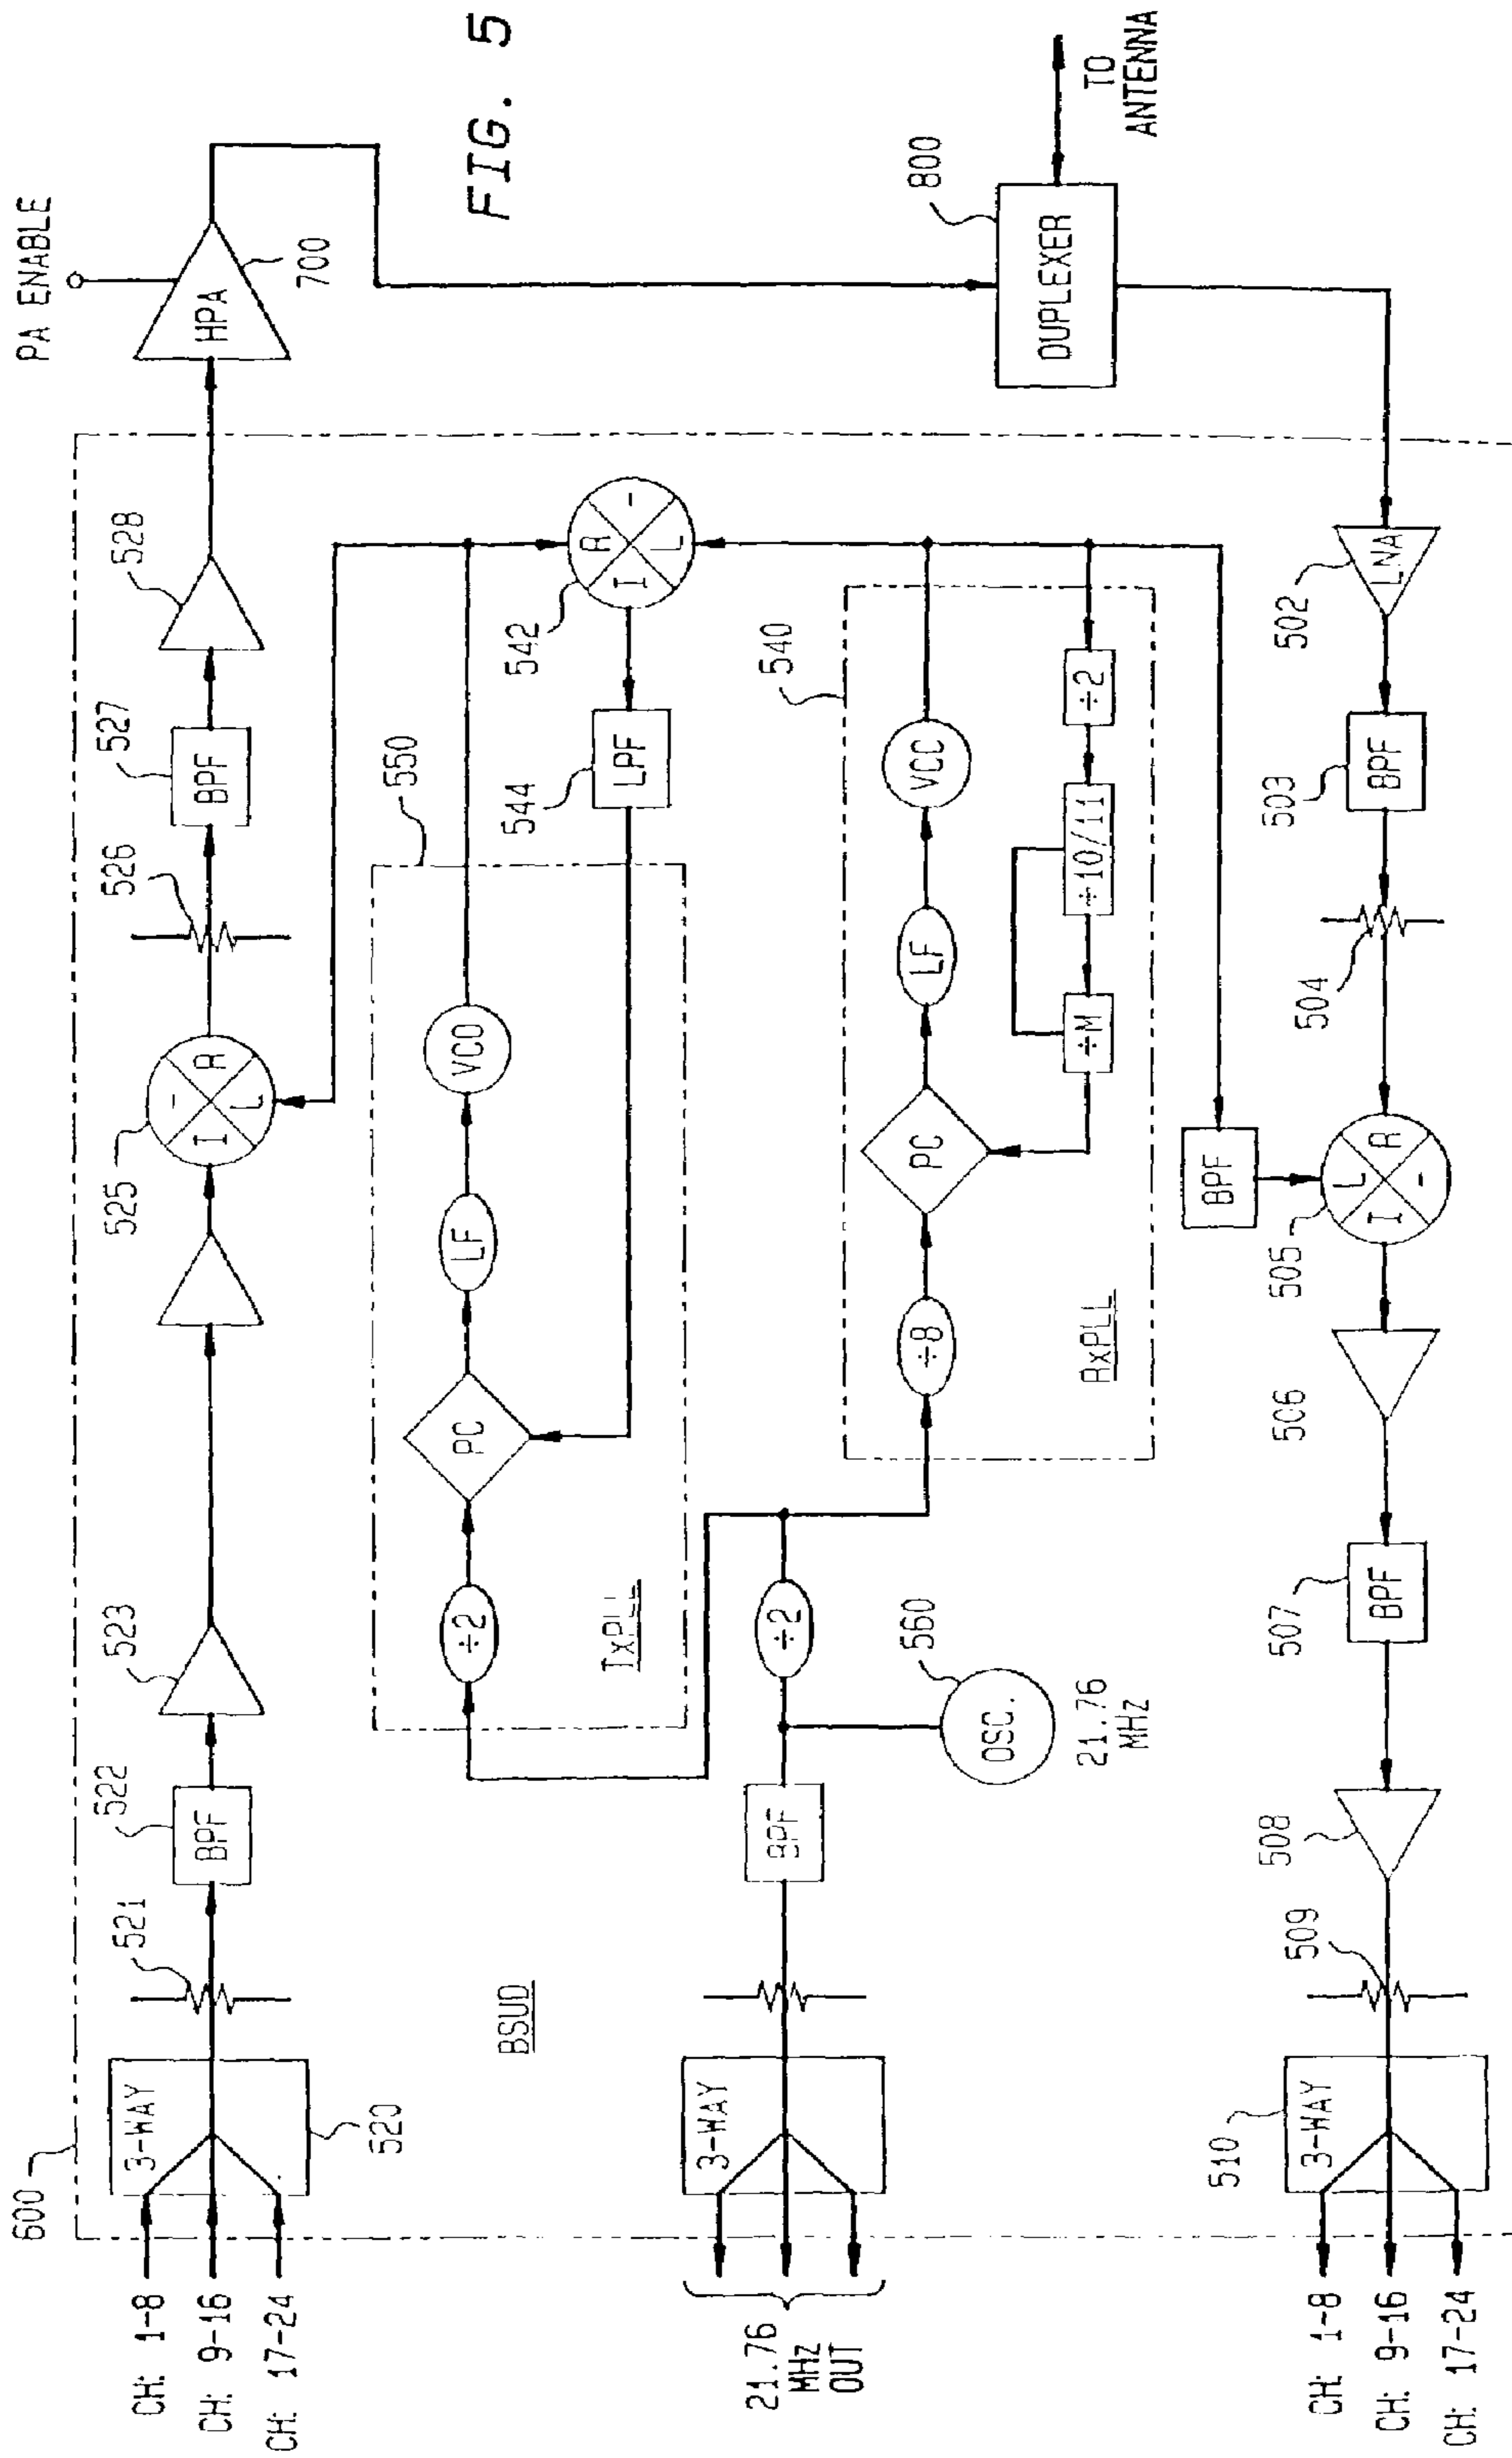 FIG. 5
PA ENABLE
HPA
700
600
CH: 1-8
CH: 9-16
CH: 17-24
3-WAY
520
521
522
BPF
523
525
I
R
L
-
526
527
BPF
528
550
÷2
PC
LF
VCO
TxPLL
542
R
I
L
-
544
LPF
BSUD
21.76
MHz
OUT
3-WAY
BPF
÷2
560
OSC.
21.76
MHz
540
÷8
PC
LF
VCC
÷M
÷10/11
÷2
RxPLL
BPF
800
DUPLEXER
TO
ANTENNA
CH: 1-8
CH: 9-16
CH: 17-24
510
3-WAY
509
508
507
BPF
506
505
L
I
R
-
504
503
BPF
502
LNA